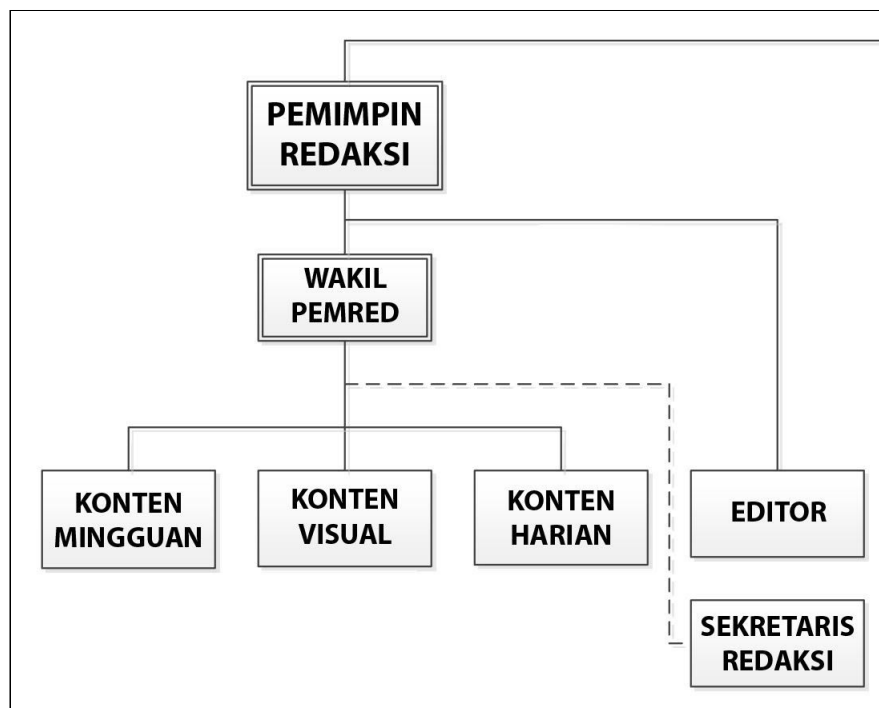 PEMIMPIN
REDAKSI
WAKIL
PEMRED
KONTEN
MINGGUAN
KONTEN
VISUAL
KONTEN
HARIAN
EDITOR
SEKRETARIS
REDAKSI